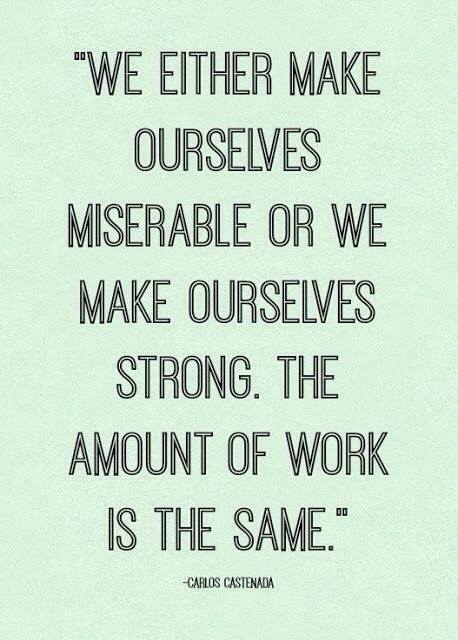 "WE EITHER MAKE
OURSELVES
MISERABLE OR WE
MAKE OURSELVES
STRONG. THE
AMOUNT OF WORK
IS THE SAME."
-CARLOS CASTENADA